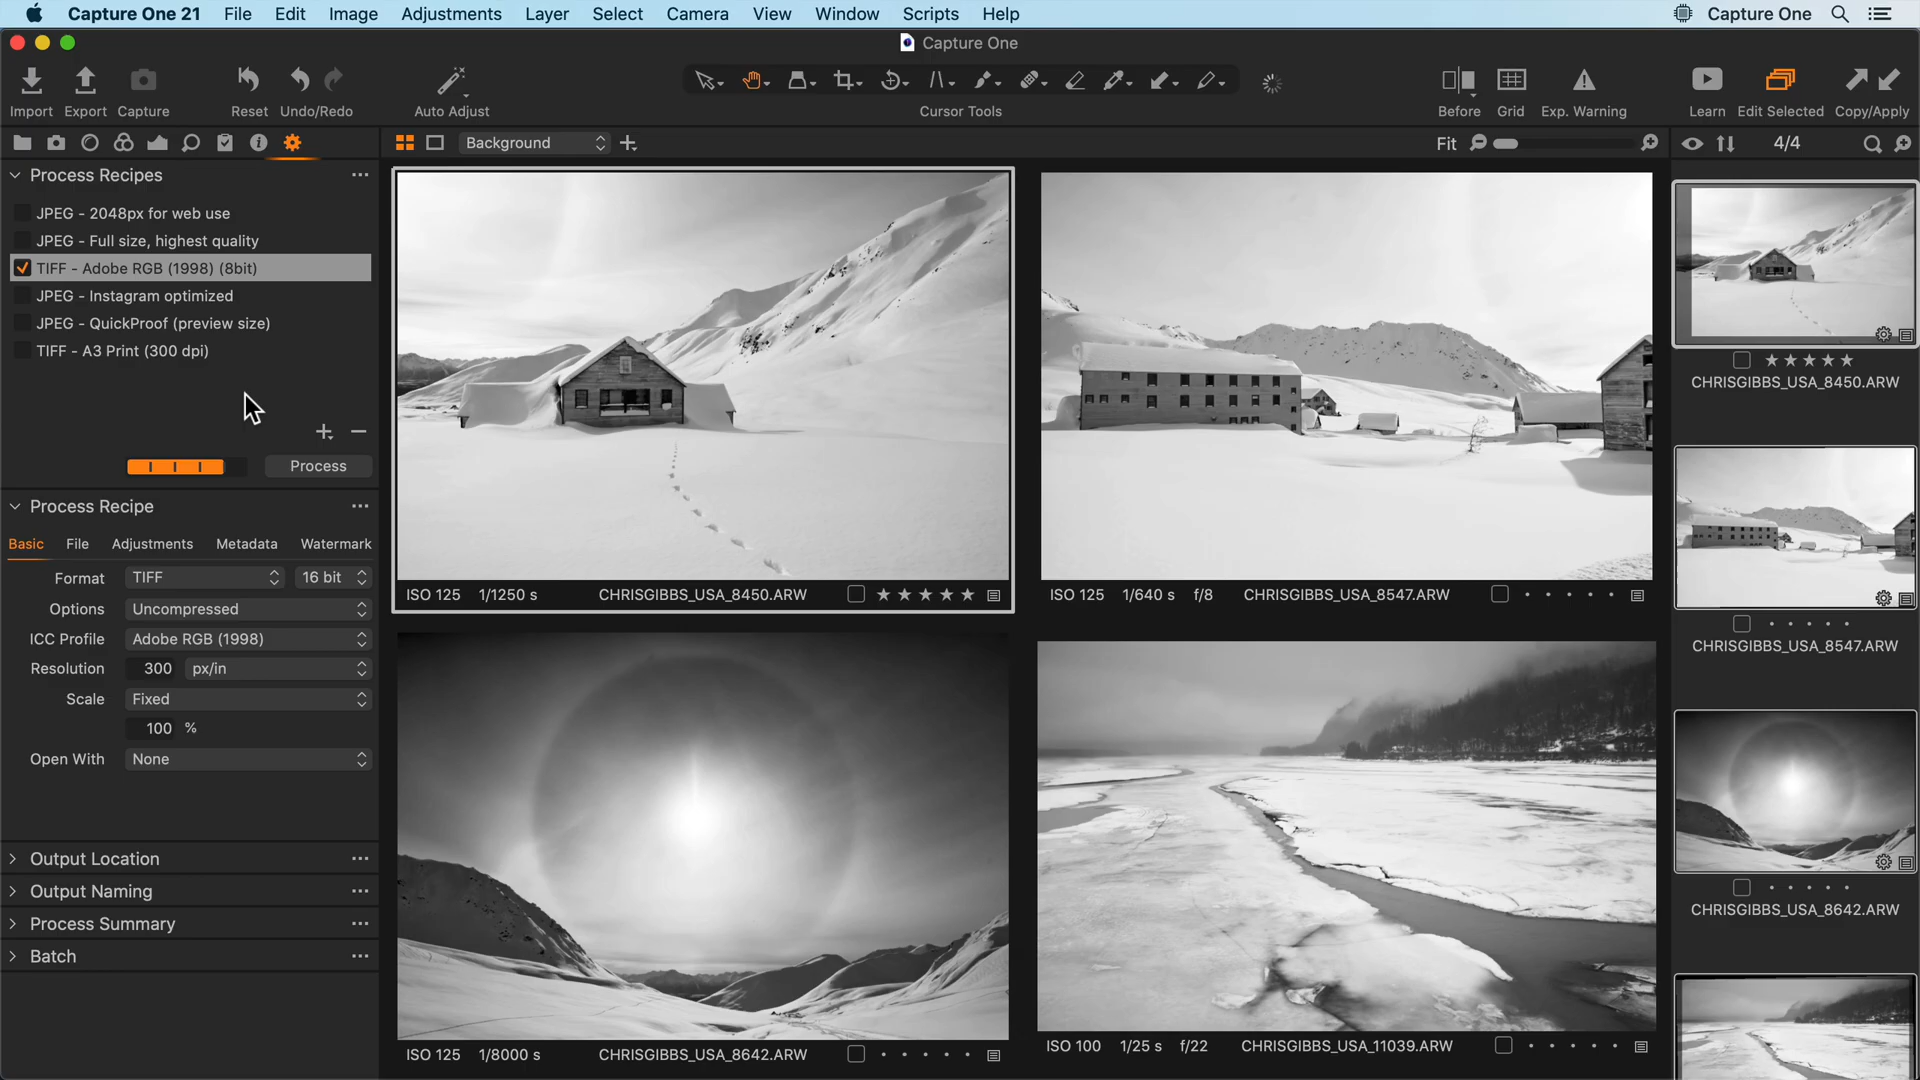 Capture One 21 File Edit Image Adjustments Layer Select Camera View Window Scripts Help Capture One
Capture One
Import Export Capture Reset Undo/Redo Auto Adjust Cursor Tools Before Grid Exp. Warning Learn Edit Selected Copy/Apply
Background Fit 4/4
Process Recipes
JPEG - 2048px for web use
JPEG - Full size, highest quality
TIFF - Adobe RGB (1998) (8bit)
JPEG - Instagram optimized
JPEG - QuickProof (preview size)
TIFF - A3 Print (300 dpi)
Process
Process Recipe
Basic File Adjustments Metadata Watermark
Format TIFF 16 bit
Options Uncompressed
ICC Profile Adobe RGB (1998)
Resolution 300 px/in
Scale Fixed
100 %
Open With None
Output Location
Output Naming
Process Summary
Batch
ISO 125 1/1250 s CHRISGIBBS_USA_8450.ARW
ISO 125 1/640 s f/8 CHRISGIBBS_USA_8547.ARW
ISO 125 1/8000 s CHRISGIBBS_USA_8642.ARW
ISO 100 1/25 s f/22 CHRISGIBBS_USA_11039.ARW
CHRISGIBBS_USA_8450.ARW
CHRISGIBBS_USA_8547.ARW
CHRISGIBBS_USA_8642.ARW